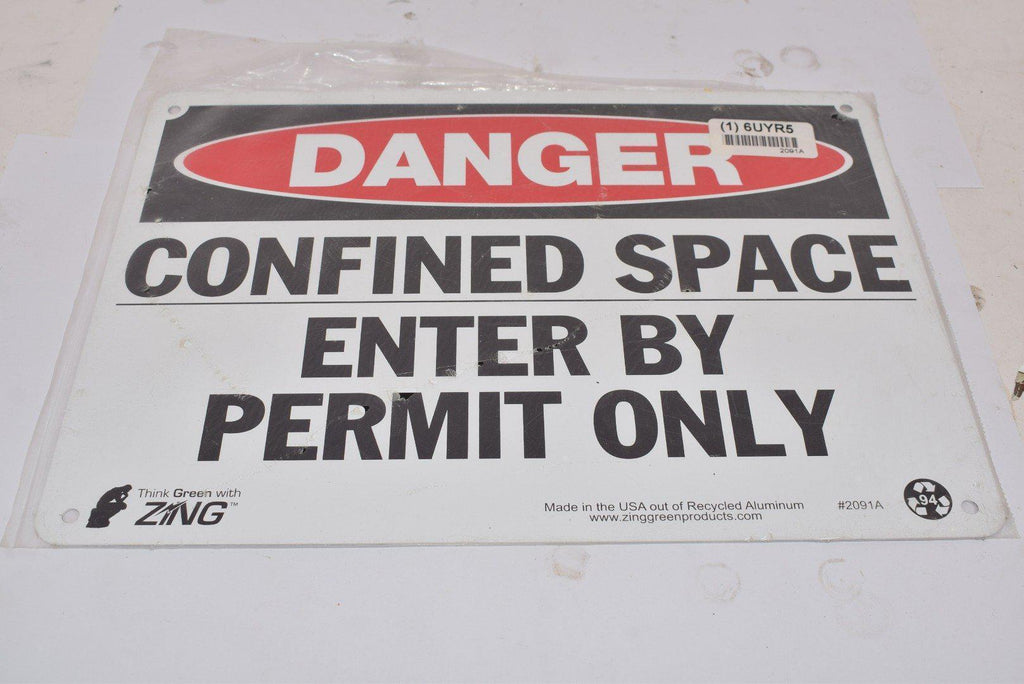 DANGER
(1) 6UYR5
2091A
CONFINED SPACE
ENTER BY
PERMIT ONLY
Think Green with
ZING™
Made in the USA out of Recycled Aluminum
www.zinggreenproducts.com
#2091A
94